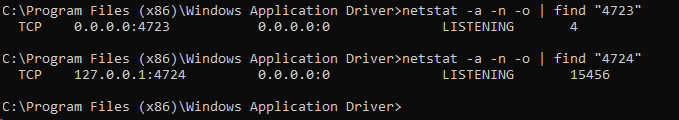 C:\Program Files (x86)\Windows Application Driver>netstat -a -n -o | find "4723"
  TCP    0.0.0.0:4723           0.0.0.0:0              LISTENING       4

C:\Program Files (x86)\Windows Application Driver>netstat -a -n -o | find "4724"
  TCP    127.0.0.1:4724         0.0.0.0:0              LISTENING       15456

C:\Program Files (x86)\Windows Application Driver>